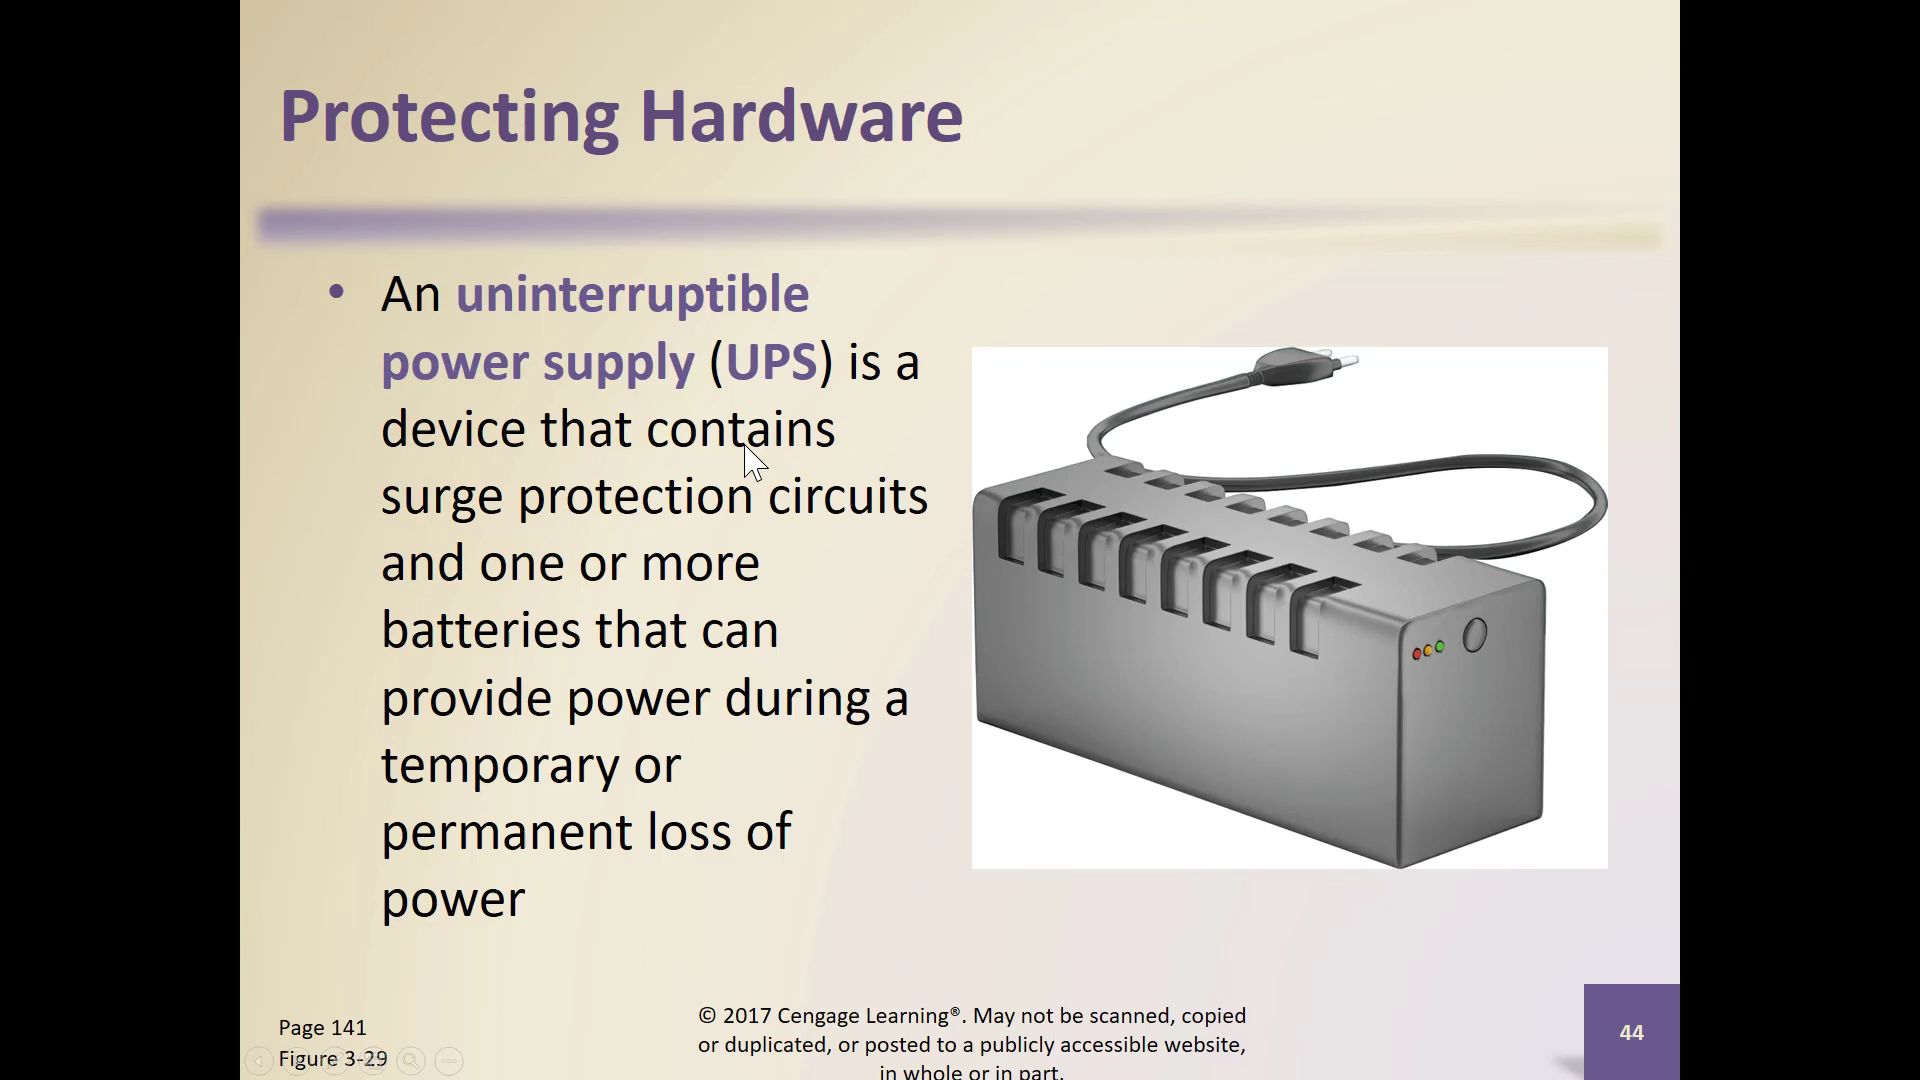 Protecting Hardware
• An uninterruptible
power supply (UPS) is a
device that contains
surge protection circuits
and one or more
batteries that can
provide power during a
temporary or
permanent loss of
power
Page 141
Figure 3-29
© 2017 Cengage Learning®. May not be scanned, copied
or duplicated, or posted to a publicly accessible website,
in whole or in part.
44